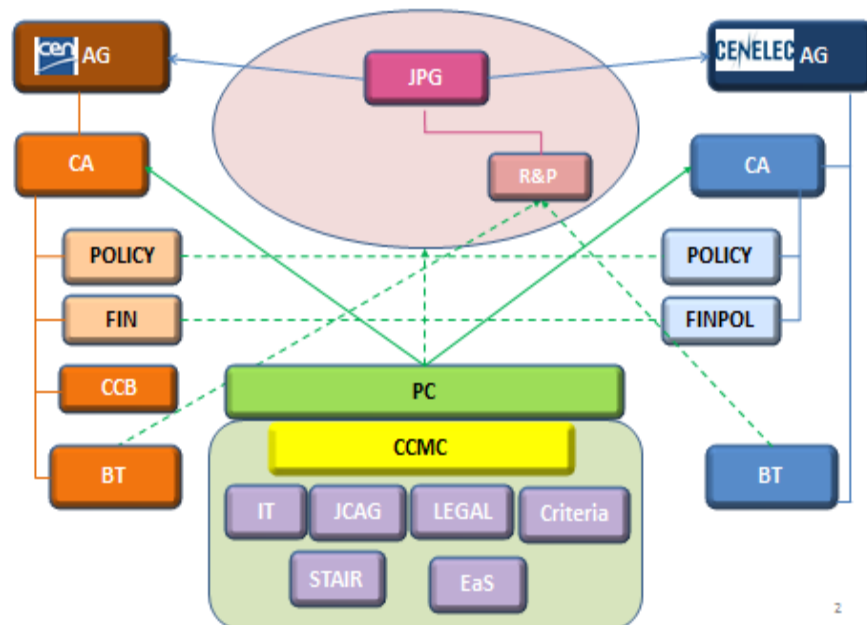 cen AG
JPG
CENELEC AG
CA
R&P
CA
POLICY
POLICY
FIN
FINPOL
CCB
PC
CCMC
BT
BT
IT
JCAG
LEGAL
Criteria
STAIR
EaS
2